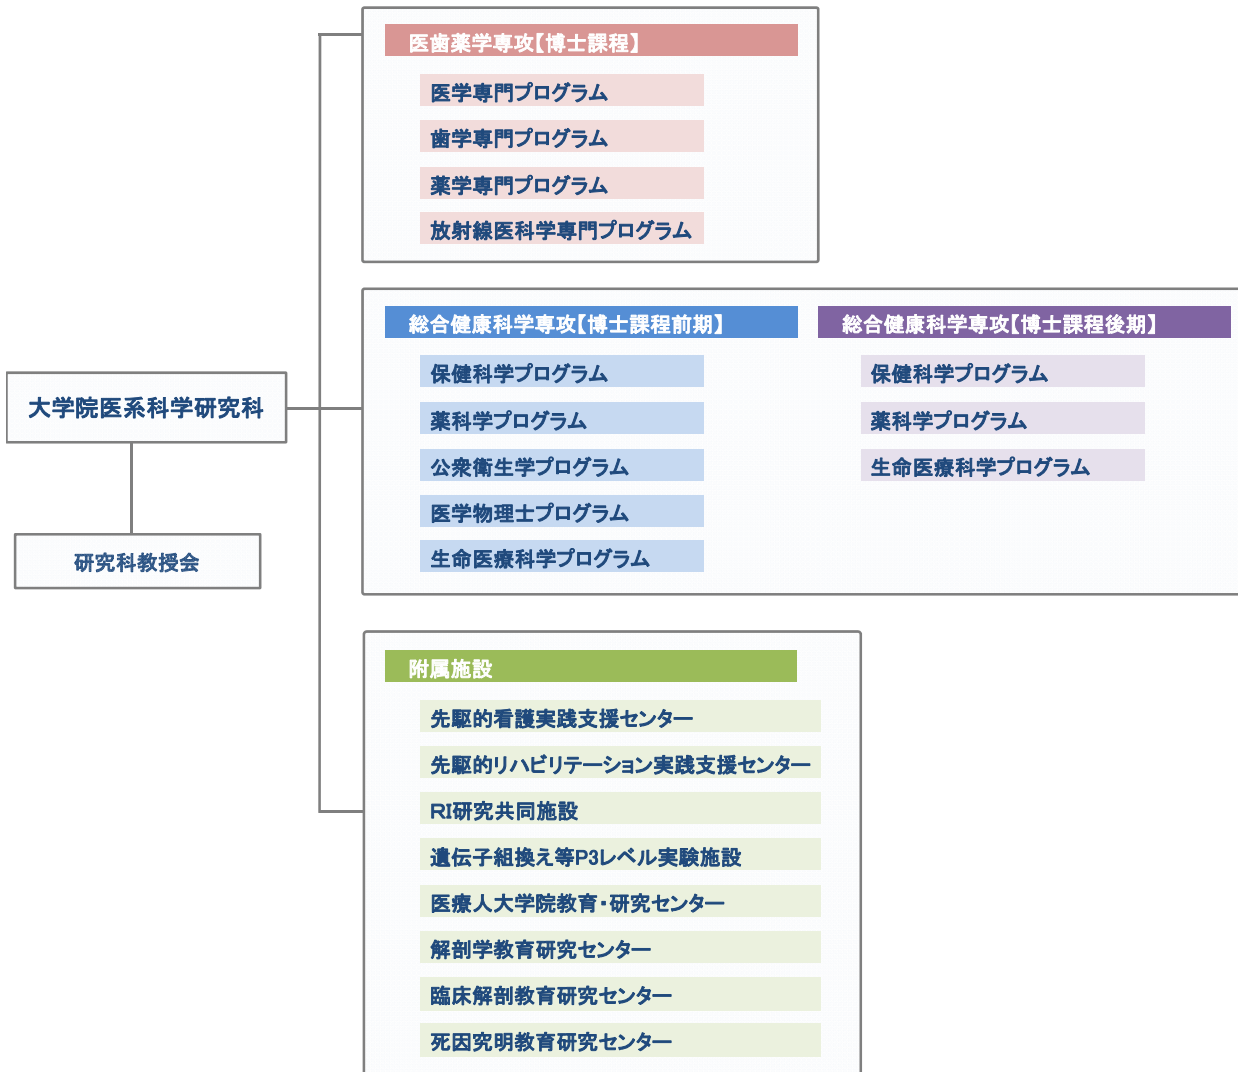 大学院医系科学研究科
研究科教授会
医歯薬学専攻【博士課程】
医学専門プログラム
歯学専門プログラム
薬学専門プログラム
放射線医科学専門プログラム
総合健康科学専攻【博士課程前期】
保健科学プログラム
薬科学プログラム
公衆衛生学プログラム
医学物理士プログラム
生命医療科学プログラム
総合健康科学専攻【博士課程後期】
保健科学プログラム
薬科学プログラム
生命医療科学プログラム
附属施設
先駆的看護実践支援センター
先駆的リハビリテーション実践支援センター
RI研究共同施設
遺伝子組換え等P3レベル実験施設
医療人大学院教育・研究センター
解剖学教育研究センター
臨床解剖教育研究センター
死因究明教育研究センター